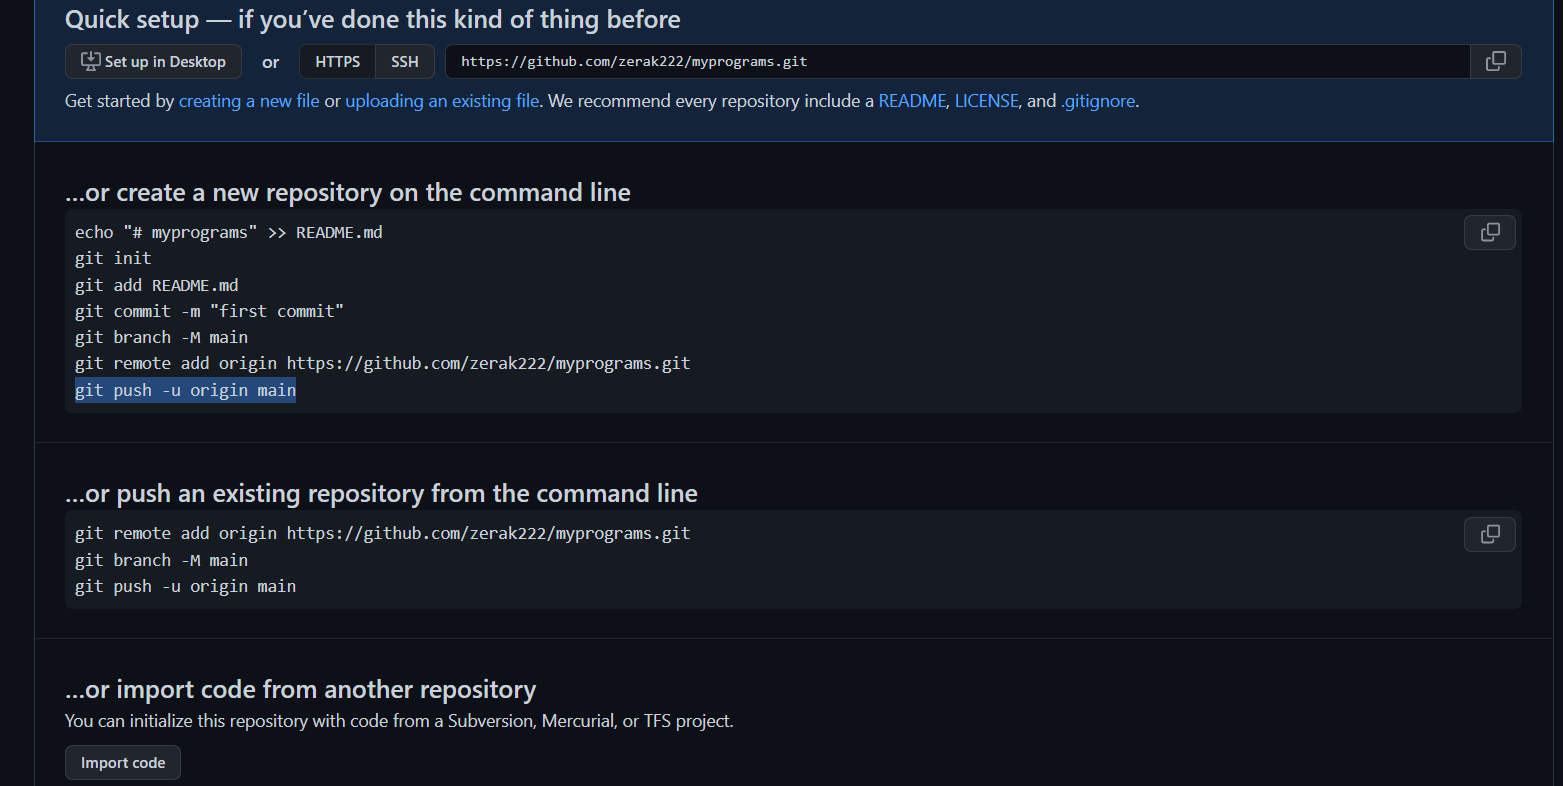 Quick setup — if you've done this kind of thing before
Set up in Desktop or HTTPS SSH https://github.com/zerak222/myprograms.git
Get started by creating a new file or uploading an existing file. We recommend every repository include a README, LICENSE, and .gitignore.
…or create a new repository on the command line
echo "# myprograms" >> README.md
git init
git add README.md
git commit -m "first commit"
git branch -M main
git remote add origin https://github.com/zerak222/myprograms.git
git push -u origin main
…or push an existing repository from the command line
git remote add origin https://github.com/zerak222/myprograms.git
git branch -M main
git push -u origin main
…or import code from another repository
You can initialize this repository with code from a Subversion, Mercurial, or TFS project.
Import code